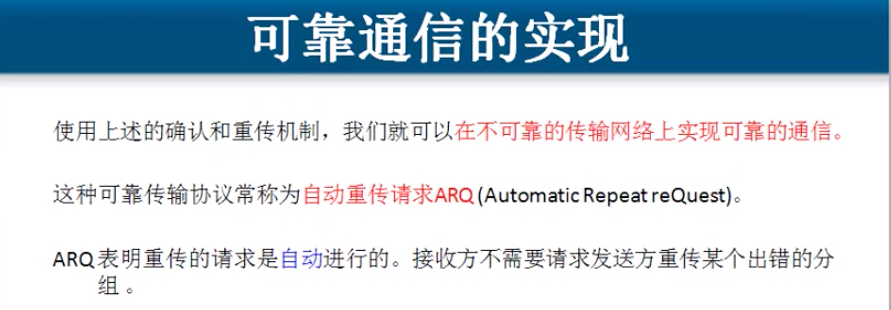 可靠通信的实现
使用上述的确认和重传机制，我们就可以在不可靠的传输网络上实现可靠的通信。
这种可靠传输协议常称为自动重传请求ARQ (Automatic Repeat reQuest)。
ARQ 表明重传的请求是自动进行的。接收方不需要请求发送方重传某个出错的分
组 。